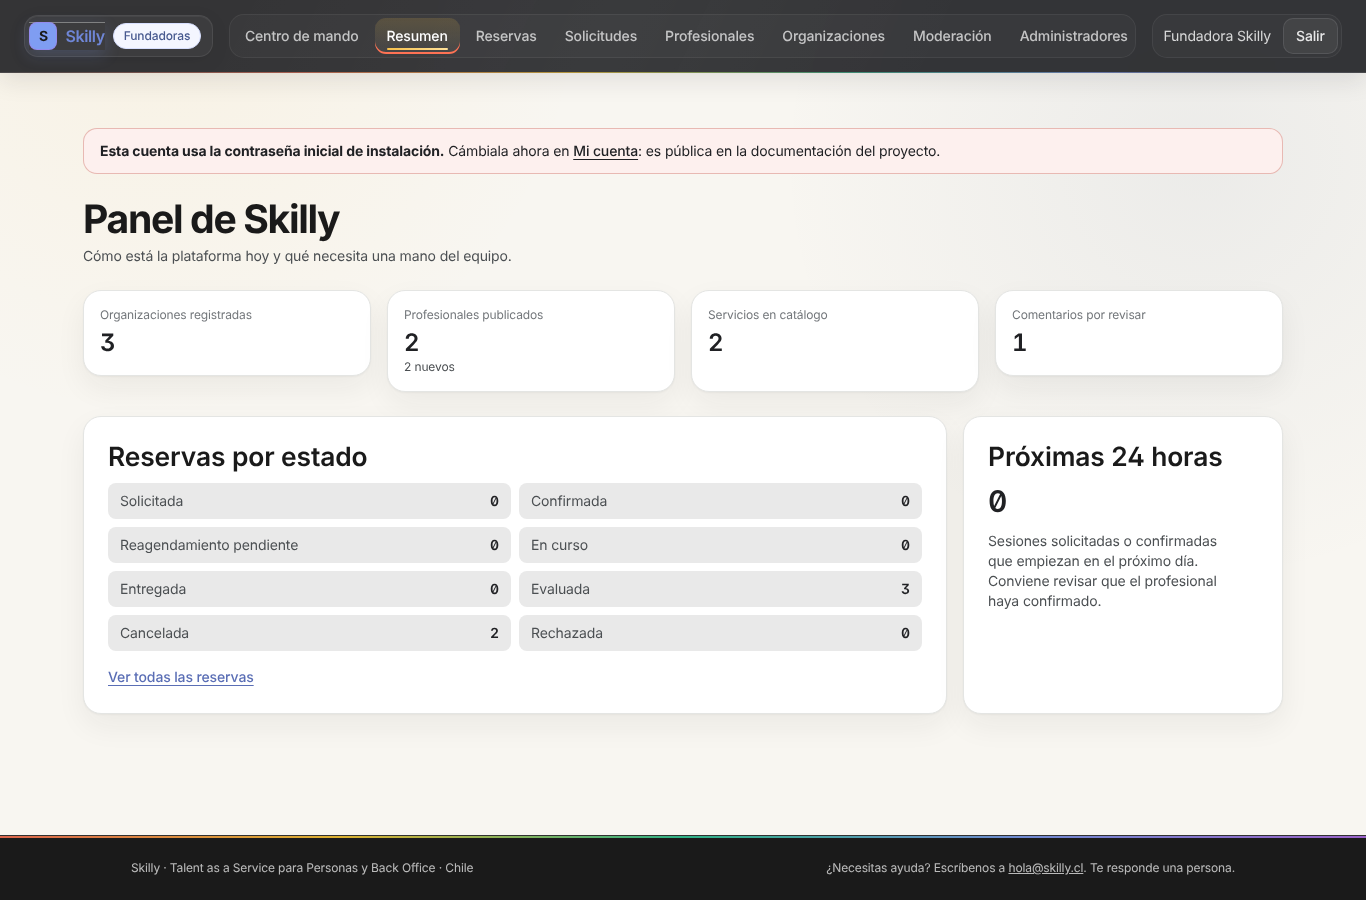 S Skilly Fundadoras Centro de mando Resumen Reservas Solicitudes Profesionales Organizaciones Moderación Administradores Fundadora Skilly Salir
Esta cuenta usa la contraseña inicial de instalación. Cámbiala ahora en Mi cuenta: es pública en la documentación del proyecto.
Panel de Skilly
Cómo está la plataforma hoy y qué necesita una mano del equipo.
Organizaciones registradas
3
Profesionales publicados
2
2 nuevos
Servicios en catálogo
2
Comentarios por revisar
1
Reservas por estado
Solicitada 0
Confirmada 0
Reagendamiento pendiente 0
En curso 0
Entregada 0
Evaluada 3
Cancelada 2
Rechazada 0
Ver todas las reservas
Próximas 24 horas
0
Sesiones solicitadas o confirmadas
que empiezan en el próximo día.
Conviene revisar que el profesional
haya confirmado.
Skilly · Talent as a Service para Personas y Back Office · Chile
¿Necesitas ayuda? Escríbenos a hola@skilly.cl. Te responde una persona.